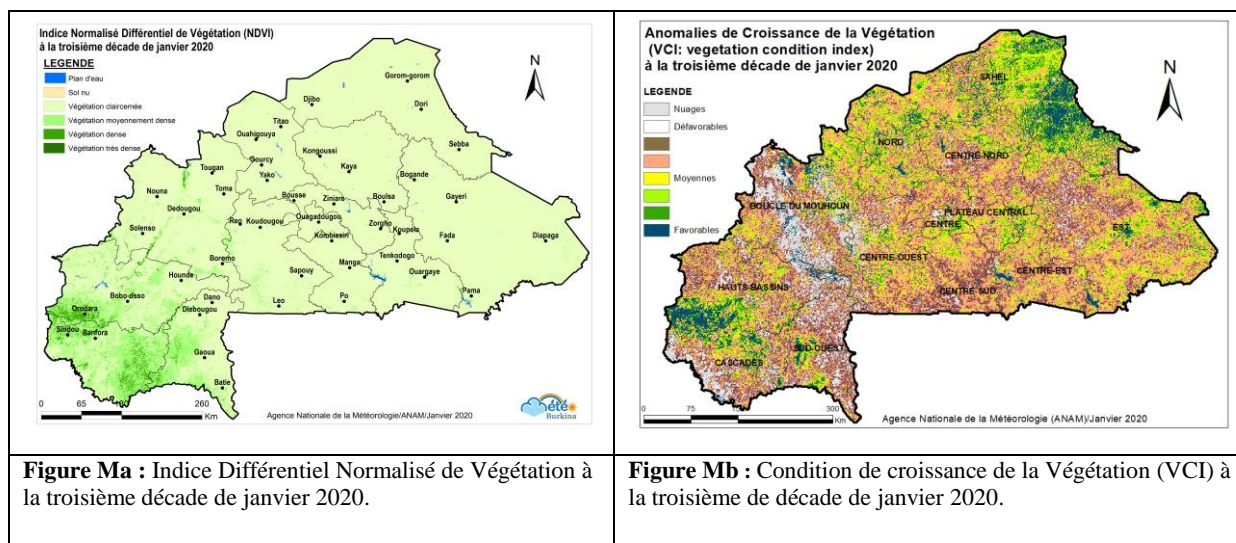 Indice Normalisé Différentiel de Végétation (NDVI)
à la troisième décade de janvier 2020
LEGENDE
Plan d'eau
Sol nu
Végétation claircemée
Végétation moyennement dense
Végétation dense
Végétation très dense
N
Gorom-gorom
Djibo
Dori
Titao
Ouahigouya
Sebba
Kongoussi
Gourcy
Kaya
Tougan
Yako
Bogande
Nouna
Toma
Bousse
Ziniare
Boulsa
Gayeri
Dedougou
Reg
Koudougou
Ouagadougou
Zorgho
Koupela
Solenso
Kombissiri
Fada
Diapaga
Boromo
Manga
Tenkodogo
Hounde
Sapouy
Ouargaye
Bobo-dsso
Dano
Leo
Po
Pama
Orodara
Diebougou
Sindou
Banfora
Gaoua
Batie
0 65 260
Km
Agence Nationale de la Météorologie/ANAM/Janvier 2020
été
Burkina
Anomalies de Croissance de la Végétation
(VCI: vegetation condition index)
à la troisième décade de janvier 2020
LEGENDE
Nuages
Défavorables
Moyennes
Favorables
N
SAHEL
NORD
CENTRE-NORD
BOUCLE DU MOUHOUN
PLATEAU CENTRAL
CENTRE
EST
CENTRE-OUEST
CENTRE-EST
HAUTS-BASSINS
CENTRE-SUD
SUD-OUEST
CASCADES
0 75 300
Km
Agence Nationale de la Météorologie (ANAM)/Janvier 2020
Figure Ma : Indice Différentiel Normalisé de Végétation à
la troisième décade de janvier 2020.
Figure Mb : Condition de croissance de la Végétation (VCI) à
la troisième de décade de janvier 2020.